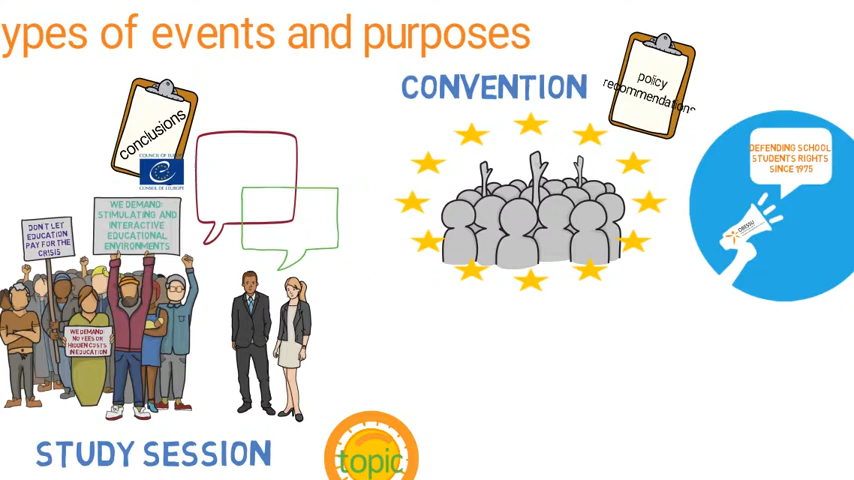 ypes of events and purposes
CONVENTION
policy
recommendations
conclusions
COUNCIL OF EUROPE
CONSEIL DE L'EUROPE
DEFENDING SCHOOL
STUDENTS RIGHTS
SINCE 1975
OBESSU
DON'T LET
EDUCATION
PAY FOR THE
CRISIS
WE DEMAND:
STIMULATING AND
INTERACTIVE
EDUCATIONAL
ENVIRONMENTS
WE DEMAND:
NO FEES OR
HIDDEN COSTS
IN EDUCATION
STUDY SESSION
topic